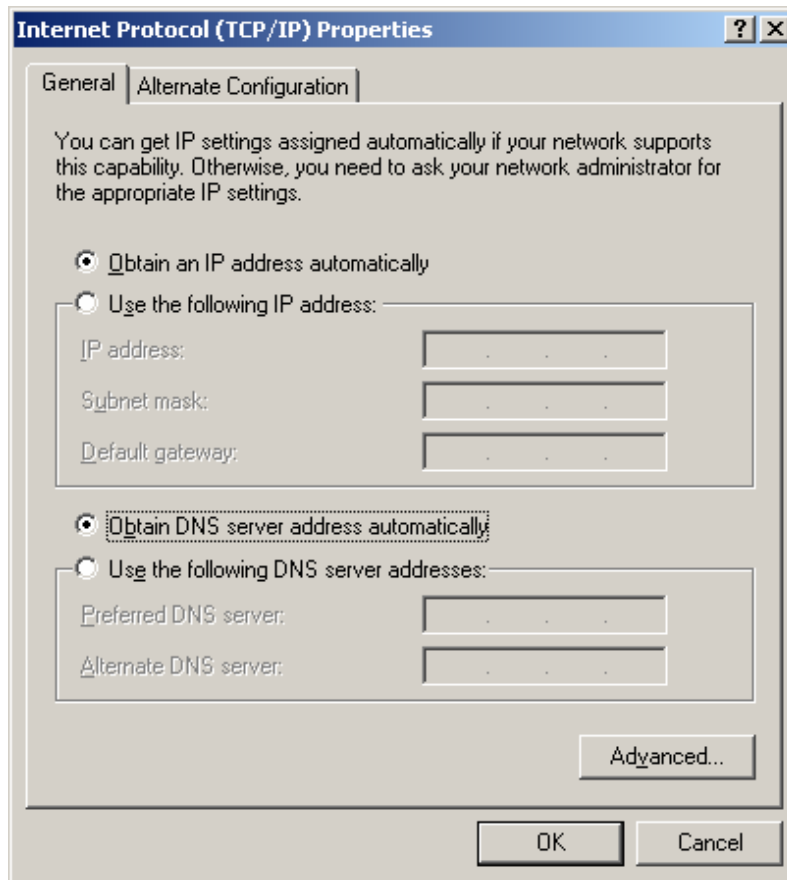 Internet Protocol (TCP/IP) Properties
General
Alternate Configuration
You can get IP settings assigned automatically if your network supports
this capability. Otherwise, you need to ask your network administrator for
the appropriate IP settings.
Obtain an IP address automatically
Use the following IP address:
IP address:
Subnet mask:
Default gateway:
Obtain DNS server address automatically
Use the following DNS server addresses:
Preferred DNS server:
Alternate DNS server:
Advanced...
OK
Cancel